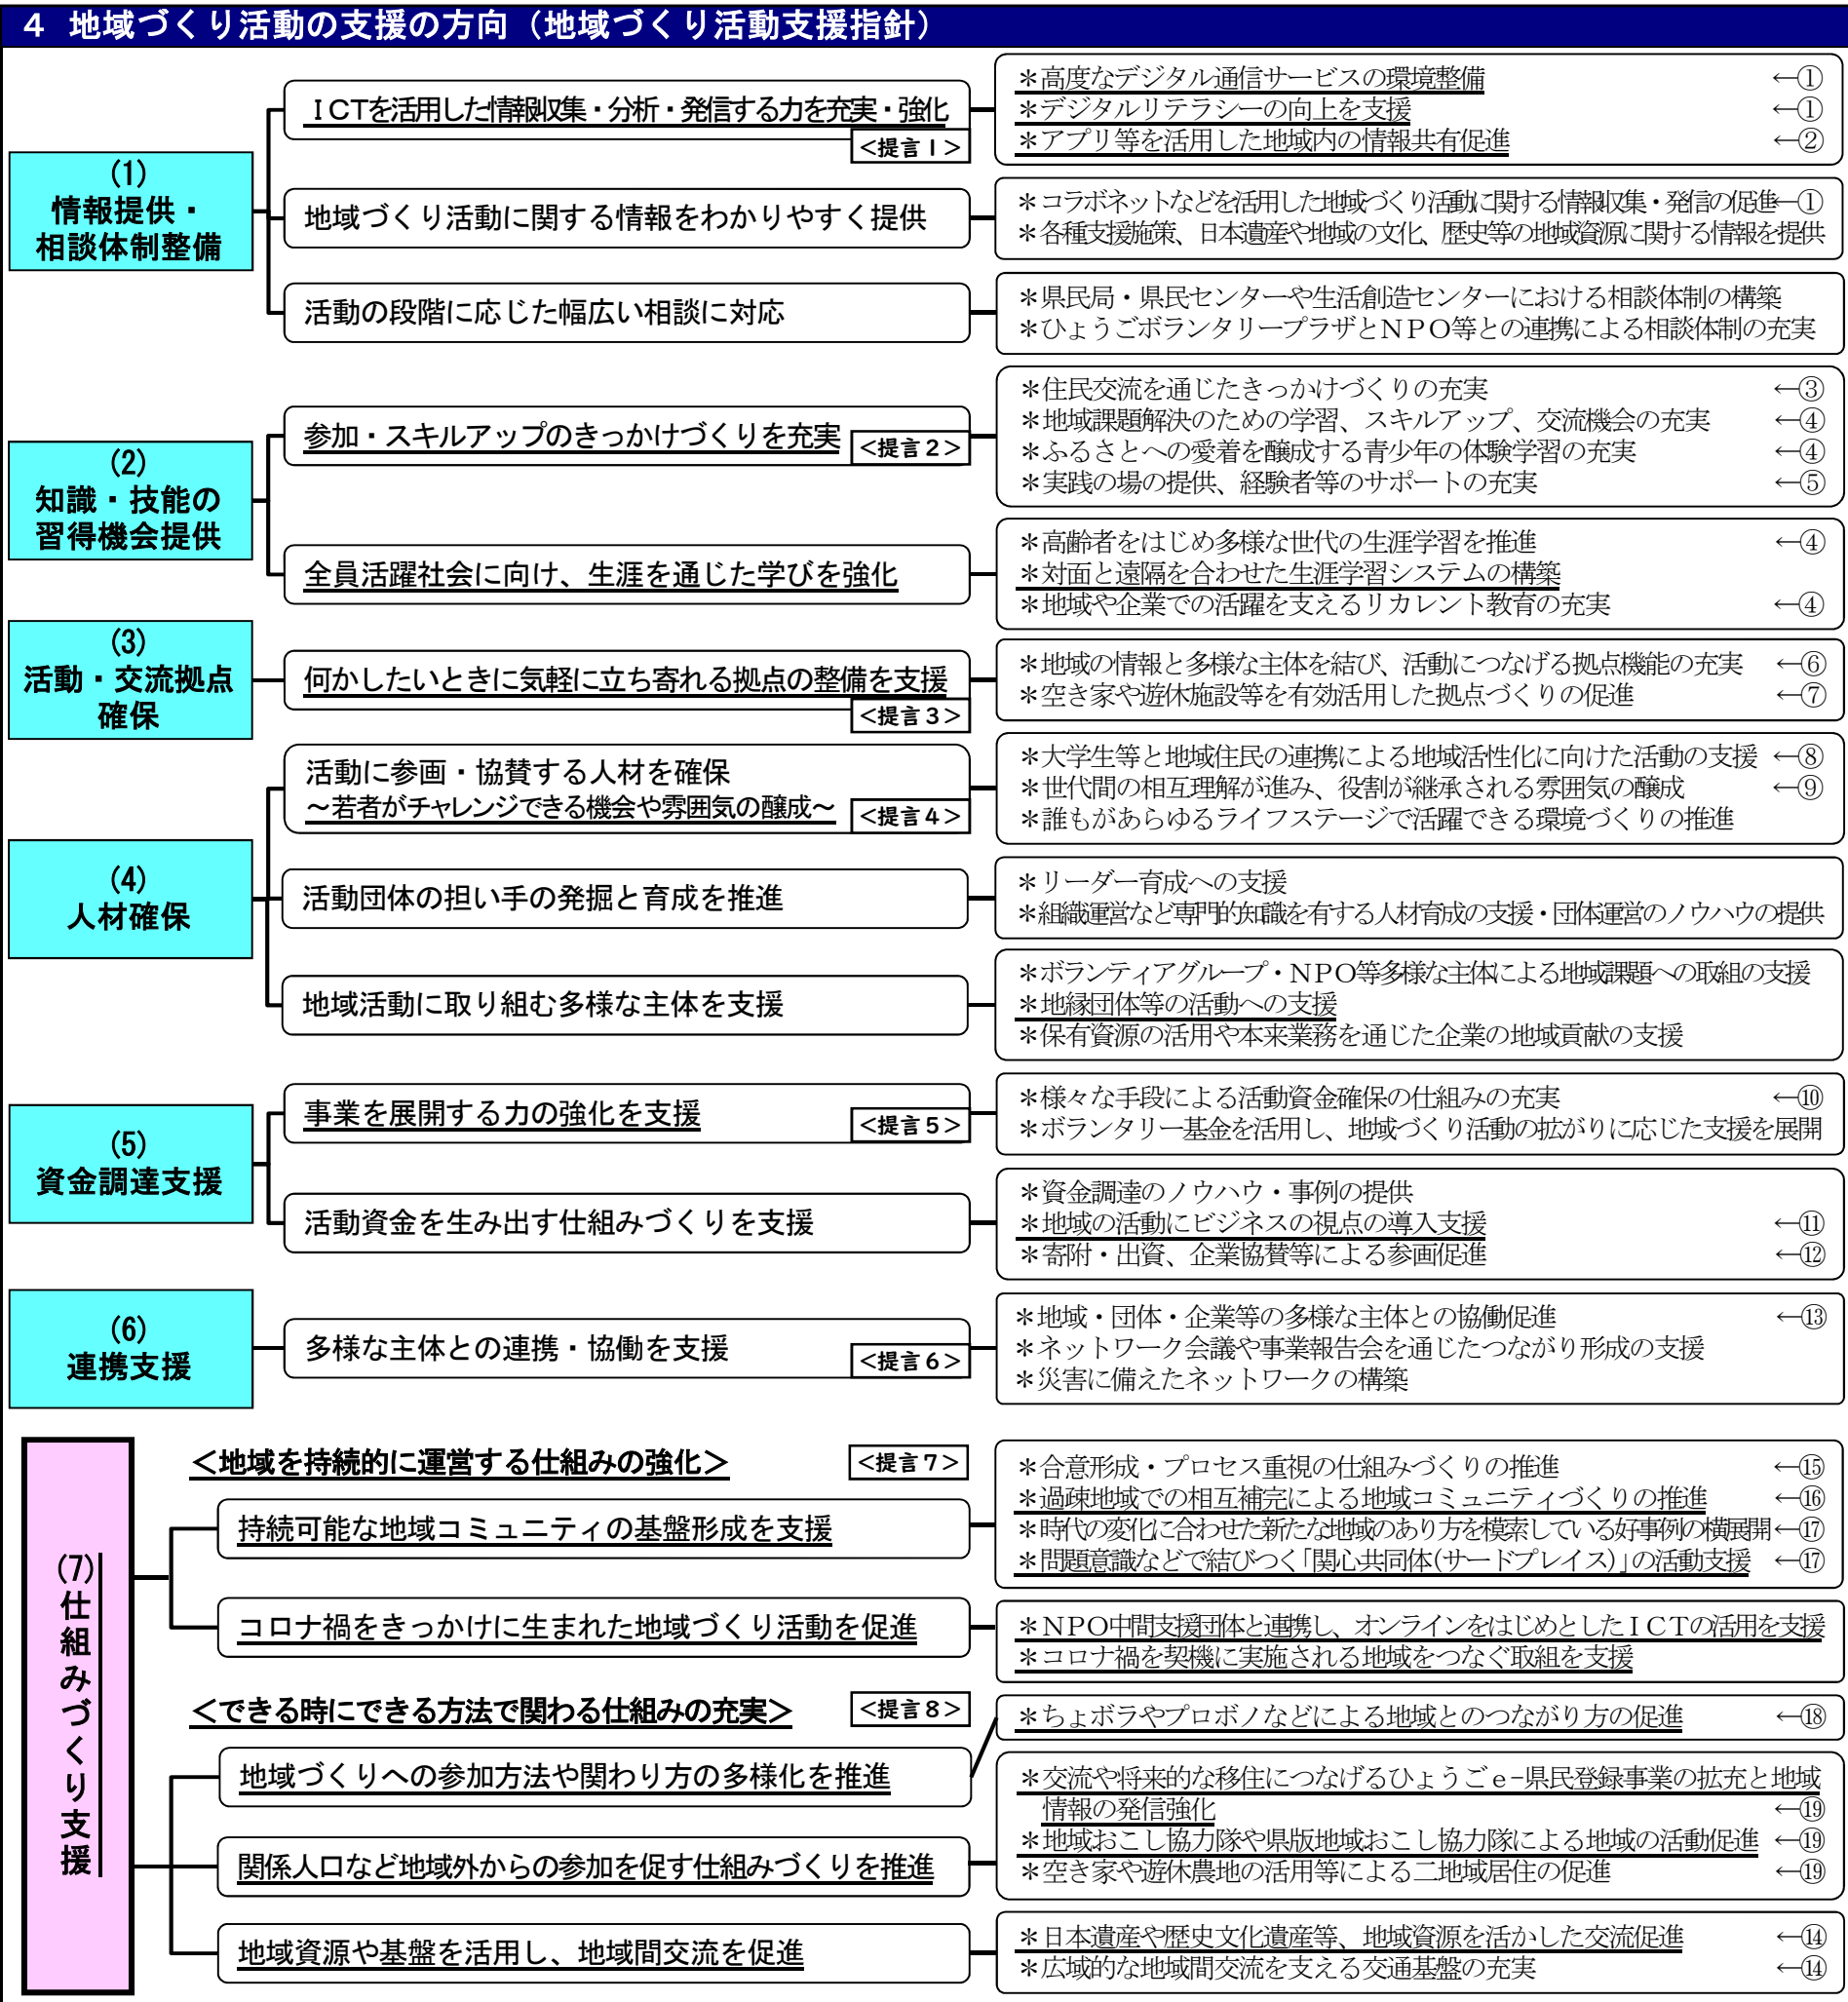 4 地域づくり活動の支援の方向（地域づくり活動支援指針）
(1)
情報提供・
相談体制整備
ＩＣＴを活用した情報収集・分析・発信する力を充実・強化
<提言1>
＊高度なデジタル通信サービスの環境整備 ←①
＊デジタルリテラシーの向上を支援 ←①
＊アプリ等を活用した地域内の情報共有促進 ←②
地域づくり活動に関する情報をわかりやすく提供
＊コラボネットなどを活用した地域づくり活動に関する情報収集・発信の促進←①
＊各種支援施策、日本遺産や地域の文化、歴史等の地域資源に関する情報を提供
活動の段階に応じた幅広い相談に対応
＊県民局・県民センターや生活創造センターにおける相談体制の構築
＊ひょうごボランタリープラザとＮＰＯ等との連携による相談体制の充実
(2)
知識・技能の
習得機会提供
参加・スキルアップのきっかけづくりを充実
<提言2>
＊住民交流を通じたきっかけづくりの充実 ←③
＊地域課題解決のための学習、スキルアップ、交流機会の充実 ←④
＊ふるさとへの愛着を醸成する青少年の体験学習の充実 ←④
＊実践の場の提供、経験者等のサポートの充実 ←⑤
全員活躍社会に向け、生涯を通じた学びを強化
＊高齢者をはじめ多様な世代の生涯学習を推進 ←④
＊対面と遠隔を合わせた生涯学習システムの構築
＊地域や企業での活躍を支えるリカレント教育の充実 ←④
(3)
活動・交流拠点
確保
何かしたいときに気軽に立ち寄れる拠点の整備を支援
<提言3>
＊地域の情報と多様な主体を結び、活動につなげる拠点機能の充実 ←⑥
＊空き家や遊休施設等を有効活用した拠点づくりの促進 ←⑦
(4)
人材確保
活動に参画・協賛する人材を確保
～若者がチャレンジできる機会や雰囲気の醸成～
<提言4>
＊大学生等と地域住民の連携による地域活性化に向けた活動の支援 ←⑧
＊世代間の相互理解が進み、役割が継承される雰囲気の醸成 ←⑨
＊誰もがあらゆるライフステージで活躍できる環境づくりの推進
活動団体の担い手の発掘と育成を推進
＊リーダー育成への支援
＊組織運営など専門的知識を有する人材育成の支援・団体運営のノウハウの提供
地域活動に取り組む多様な主体を支援
＊ボランティアグループ・ＮＰＯ等多様な主体による地域課題への取組の支援
＊地縁団体等の活動への支援
＊保有資源の活用や本来業務を通じた企業の地域貢献の支援
(5)
資金調達支援
事業を展開する力の強化を支援
<提言5>
＊様々な手段による活動資金確保の仕組みの充実 ←⑩
＊ボランタリー基金を活用し、地域づくり活動の拡がりに応じた支援を展開
活動資金を生み出す仕組みづくりを支援
＊資金調達のノウハウ・事例の提供
＊地域の活動にビジネスの視点の導入支援 ←⑪
＊寄附・出資、企業協賛等による参画促進 ←⑫
(6)
連携支援
多様な主体との連携・協働を支援
<提言6>
＊地域・団体・企業等の多様な主体との協働促進 ←⑬
＊ネットワーク会議や事業報告会を通じたつながり形成の支援
＊災害に備えたネットワークの構築
(7)仕組みづくり支援
＜地域を持続的に運営する仕組みの強化＞
<提言7>
持続可能な地域コミュニティの基盤形成を支援
＊合意形成・プロセス重視の仕組みづくりの推進 ←⑮
＊過疎地域での相互補完による地域コミュニティづくりの推進 ←⑯
＊時代の変化に合わせた新たな地域のあり方を模索している好事例の横展開←⑰
＊問題意識などで結びつく「関心共同体(サードプレイス)」の活動支援 ←⑰
コロナ禍をきっかけに生まれた地域づくり活動を促進
＊ＮＰＯ中間支援団体と連携し、オンラインをはじめとしたＩＣＴの活用を支援
＊コロナ禍を契機に実施される地域をつなぐ取組を支援
＜できる時にできる方法で関わる仕組みの充実＞
<提言8>
地域づくりへの参加方法や関わり方の多様化を推進
＊ちょボラやプロボノなどによる地域とのつながり方の促進 ←⑱
関係人口など地域外からの参加を促す仕組みづくりを推進
＊交流や将来的な移住につなげるひょうごｅ-県民登録事業の拡充と地域
情報の発信強化 ←⑲
＊地域おこし協力隊や県版地域おこし協力隊による地域の活動促進 ←⑲
＊空き家や遊休農地の活用等による二地域居住の促進 ←⑲
地域資源や基盤を活用し、地域間交流を促進
＊日本遺産や歴史文化遺産等、地域資源を活かした交流促進 ←⑭
＊広域的な地域間交流を支える交通基盤の充実 ←⑭